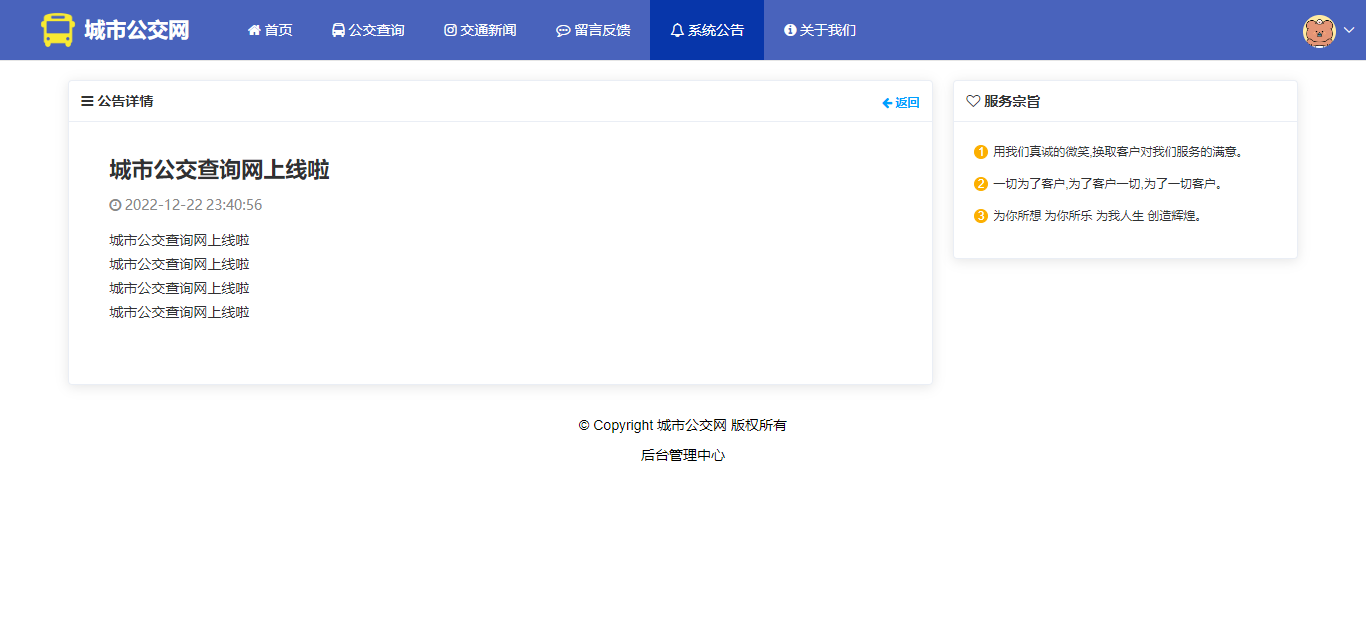 城市公交网
首页
公交查询
交通新闻
留言反馈
系统公告
关于我们
公告详情
返回
城市公交查询网上线啦
2022-12-22 23:40:56
城市公交查询网上线啦
城市公交查询网上线啦
城市公交查询网上线啦
城市公交查询网上线啦
服务宗旨
1 用我们真诚的微笑,换取客户对我们服务的满意。
2 一切为了客户,为了客户一切,为了一切客户。
3 为你所想 为你所乐 为我人生 创造辉煌。
© Copyright 城市公交网 版权所有
后台管理中心